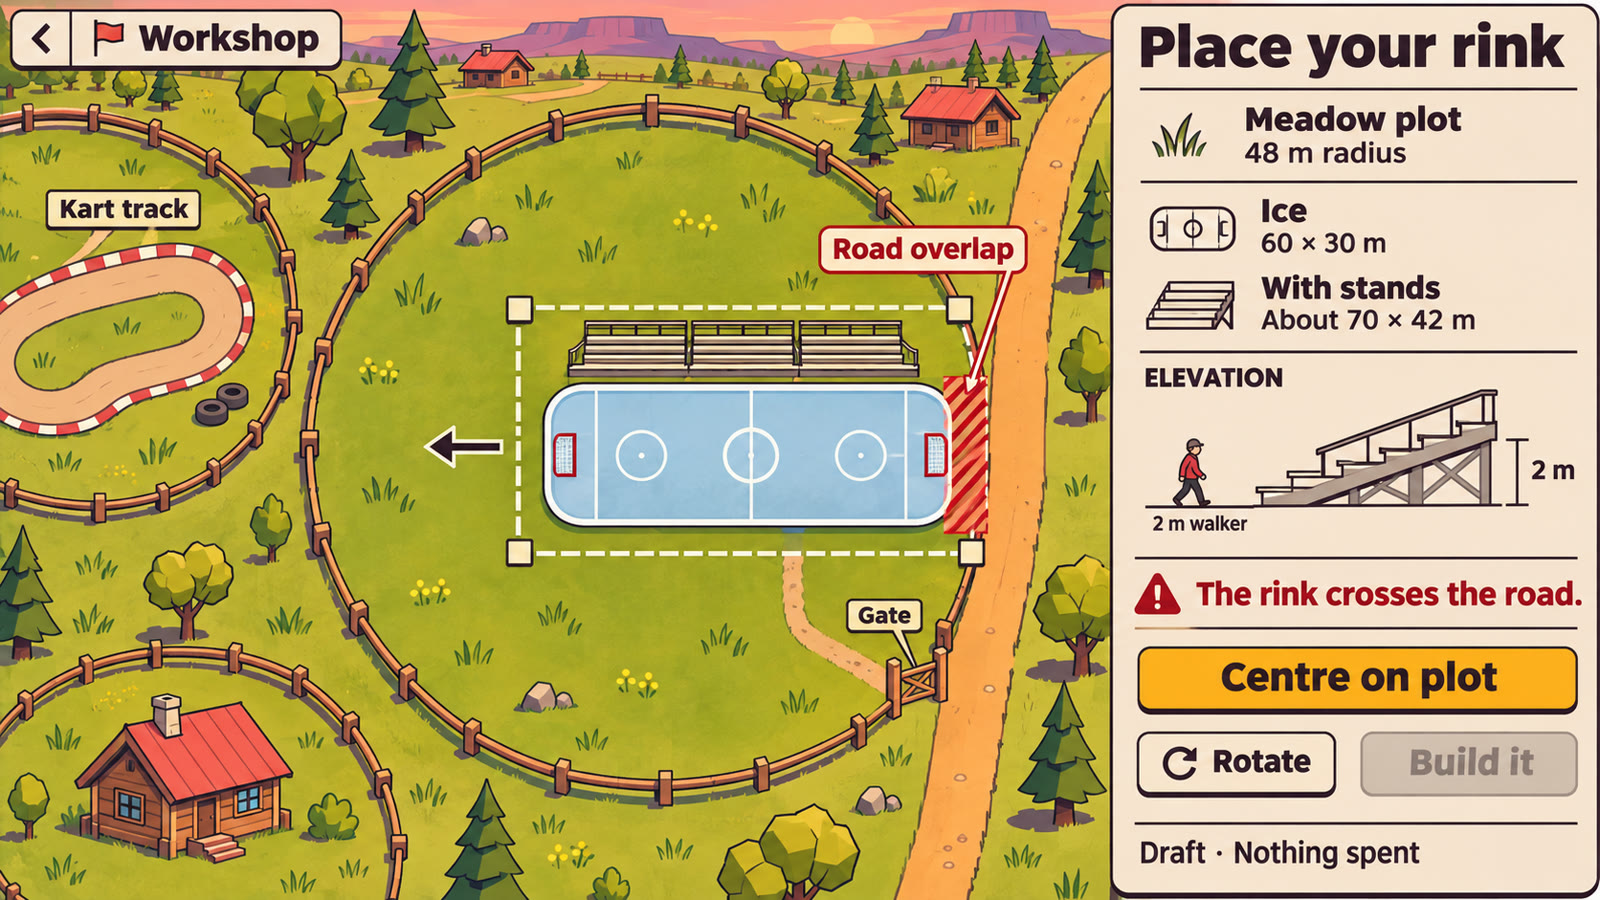 Workshop
Kart track
Road overlap
Gate
Place your rink
Meadow plot
48 m radius
Ice
60 × 30 m
With stands
About 70 × 42 m
ELEVATION
2 m
2 m walker
The rink crosses the road.
Centre on plot
Rotate
Build it
Draft · Nothing spent